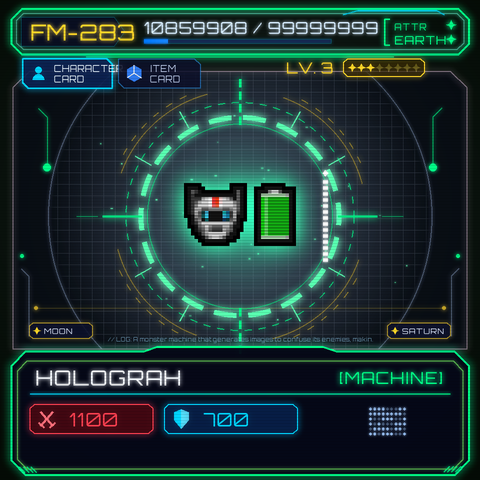 FM-283
10859908 / 99999999
ATTR
EARTH
CHARACTER
CARD
ITEM
CARD
LV. 3
MOON
SATURN
// LOG: A monster machine that generates images to confuse its enemies, makin
HOLOGRAH
[MACHINE]
1100
700